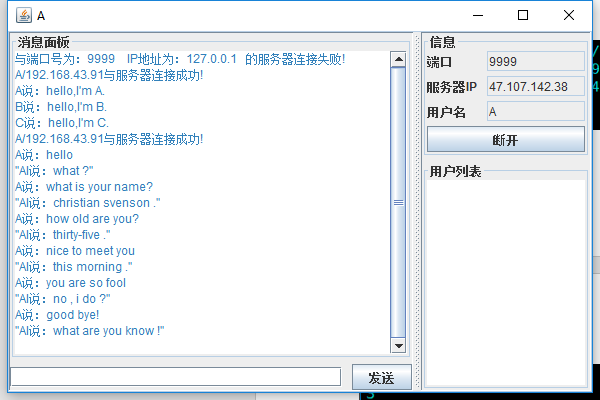 A
消息面板
与端口号为：9999 IP地址为：127.0.0.1 的服务器连接失败!
A/192.168.43.91与服务器连接成功!
A说：hello,I'm A.
B说：hello,I'm B.
C说：hello,I'm C.
A/192.168.43.91与服务器连接成功!
A说：hello
"AI说：what ?"
A说：what is your name?
"AI说：christian svenson ."
A说：how old are you?
"AI说：thirty-five ."
A说：nice to meet you
"AI说：this morning ."
A说：you are so fool
"AI说：no , i do ?"
A说：good bye!
"AI说：what are you know !"
发送
信息
端口 9999
服务器IP 47.107.142.38
用户名 A
断开
用户列表